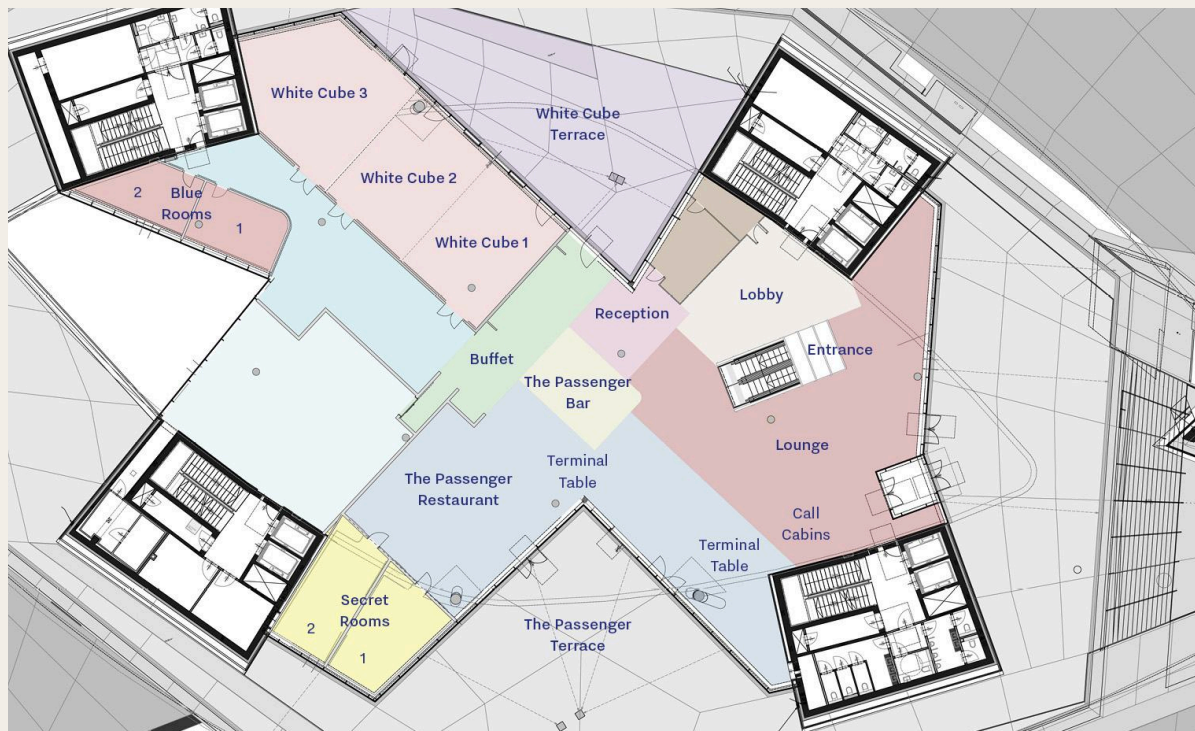 White Cube 3
White Cube
Terrace
White Cube 2
2
Blue
Rooms
1
White Cube 1
Lobby
Reception
Entrance
Buffet
The Passenger
Bar
Lounge
Terminal
Table
The Passenger
Restaurant
Call
Cabins
Terminal
Table
Secret
Rooms
2
1
The Passenger
Terrace